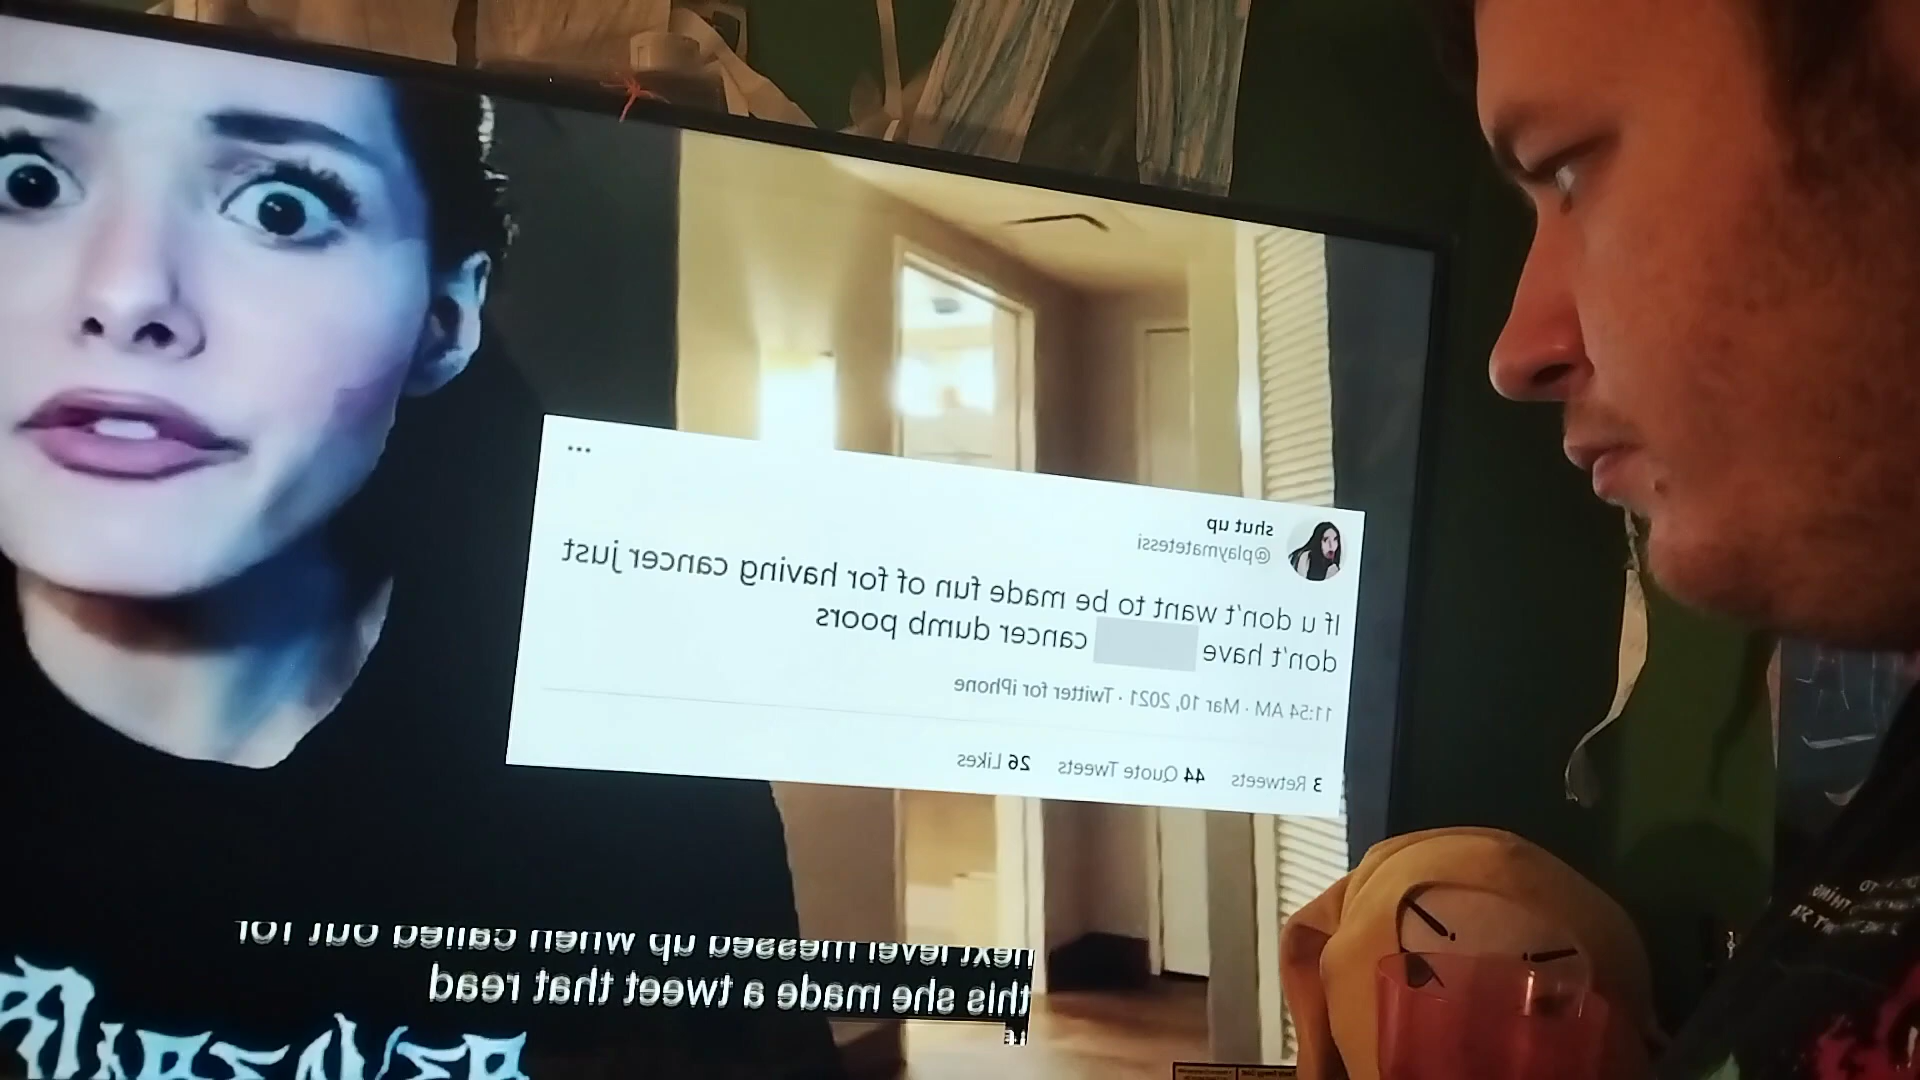 shut up
@playmatetessi
If u don't want to be made fun of for having cancer just
don't have cancer dumb poors
11:54 AM · Mar 10, 2021 · Twitter for iPhone
3 Retweets 44 Quote Tweets 26 Likes
next level messed up when called out for
this she made a tweet that read